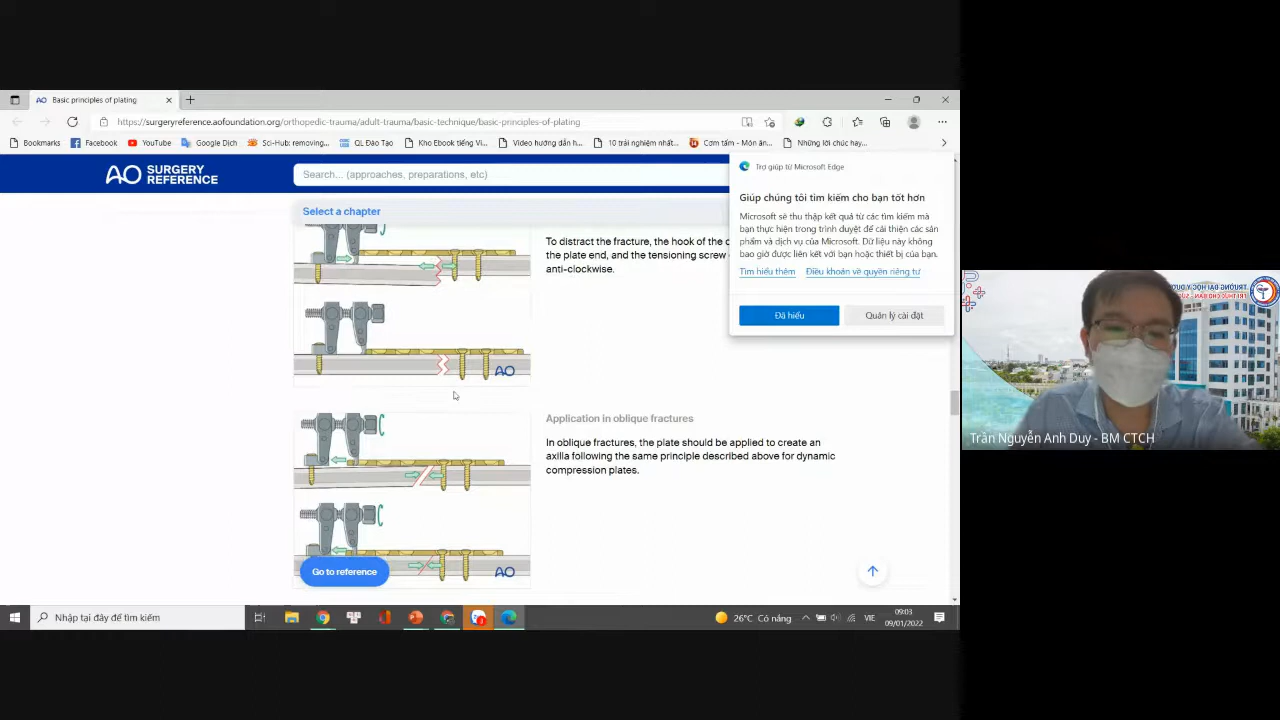 Basic principles of plating
https://surgeryreference.aofoundation.org/orthopedic-trauma/adult-trauma/basic-technique/basic-principles-of-plating
Bookmarks
Facebook
YouTube
Google Dịch
Sci-Hub: removing...
QL Đào Tạo
Kho Ebook tiếng Vi...
Video hướng dẫn h...
10 trải nghiệm nhất...
Cơm tấm - Món ăn...
Những lời chúc hay...
AO SURGERY
REFERENCE
Search... (approaches, preparations, etc)
Select a chapter
Trợ giúp từ Microsoft Edge
Giúp chúng tôi tìm kiếm cho bạn tốt hơn
Microsoft sẽ thu thập kết quả từ các tìm kiếm mà
bạn thực hiện trong trình duyệt để cải thiện các sản
phẩm và dịch vụ của Microsoft. Dữ liệu này không
bao giờ được liên kết với bạn hoặc thiết bị của bạn.
Tìm hiểu thêm
Điều khoản về quyền riêng tư
Đã hiểu
Quản lý cài đặt
To distract the fracture, the hook of the
the plate end, and the tensioning screw
anti-clockwise.
AO
Application in oblique fractures
In oblique fractures, the plate should be applied to create an
axilla following the same principle described above for dynamic
compression plates.
AO
Go to reference
Nhập tại đây để tìm kiếm
26°C Có nắng
VIE
09:03
09/01/2022
TRƯỜNG ĐẠI HỌC Y DƯỢC
Trần Nguyễn Anh Duy - BM CTCH